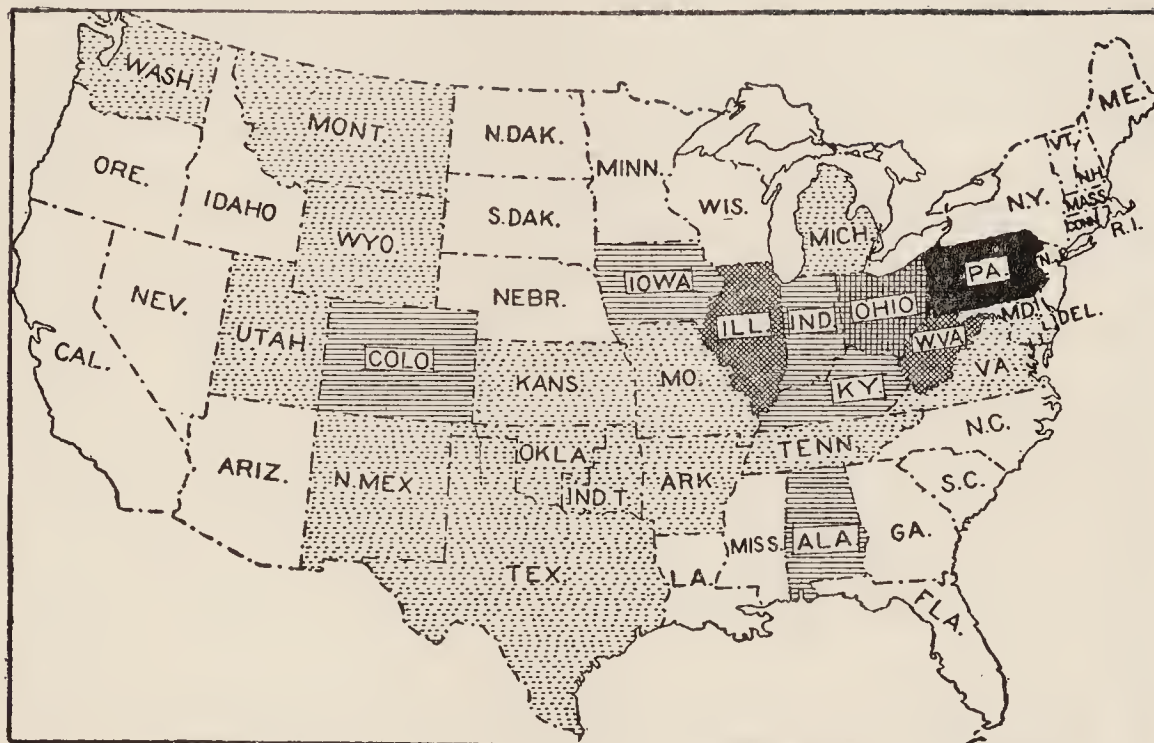 WASH
MONT.
N.DAK.
MINN.
ME.
VT.
N.H.
ORE.
IDAHO
S.DAK.
WIS.
N.Y.
MASS.
CONN.
R.I.
WYO.
MICH.
IOWA
PA.
N.J.
NEV.
NEBR.
ILL.
IND.
OHIO
MD.
DEL.
UTAH
COLO
W.VA.
CAL.
KANS.
MO.
KY
VA.
OKLA.
TENN.
N.C.
ARIZ.
N.MEX
IND.T.
ARK.
S.C.
MISS.
ALA
GA.
TEX.
LA.
FLA.